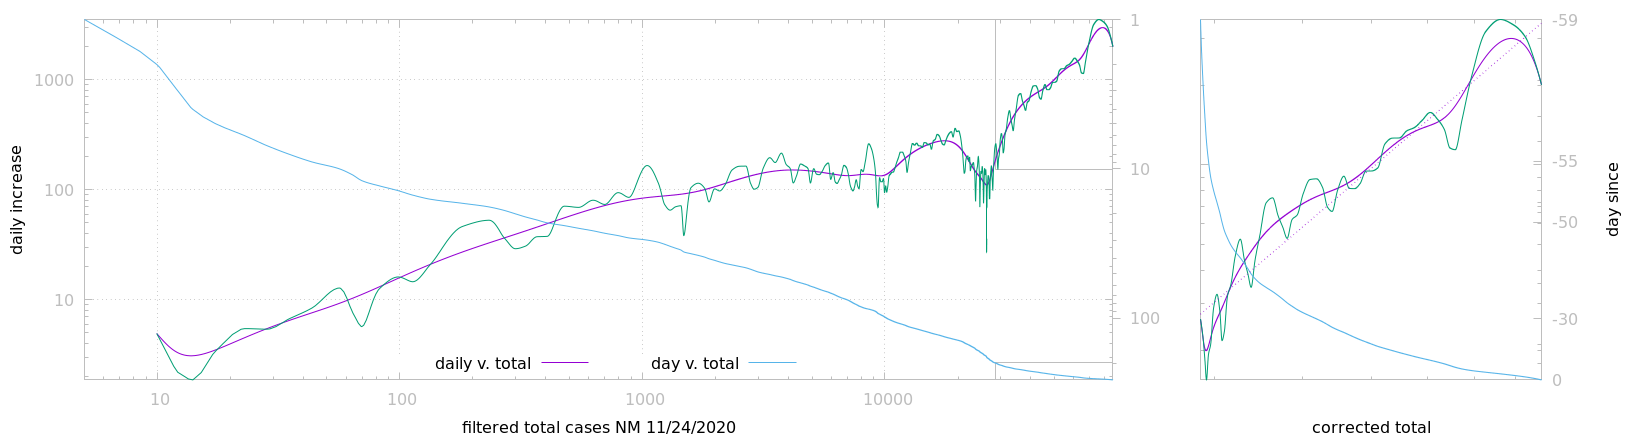 1
-59
1000
-55
10
100
-50
daily increase
day since
10
100
-30
daily v. total
day v. total
0
10
100
1000
10000
filtered total cases NM 11/24/2020
corrected total